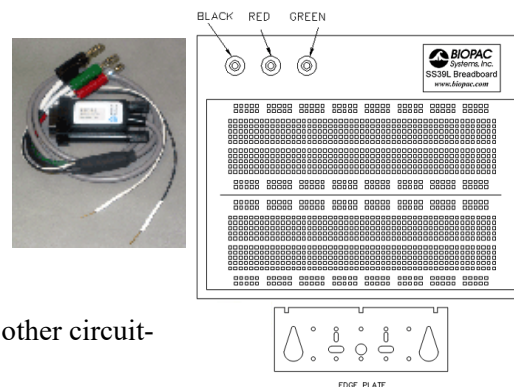 BLACK RED GREEN
BIOPAC
Systems, Inc.
SS39L Breadboard
www.biopac.com
other circuit-
EDGE PLATE